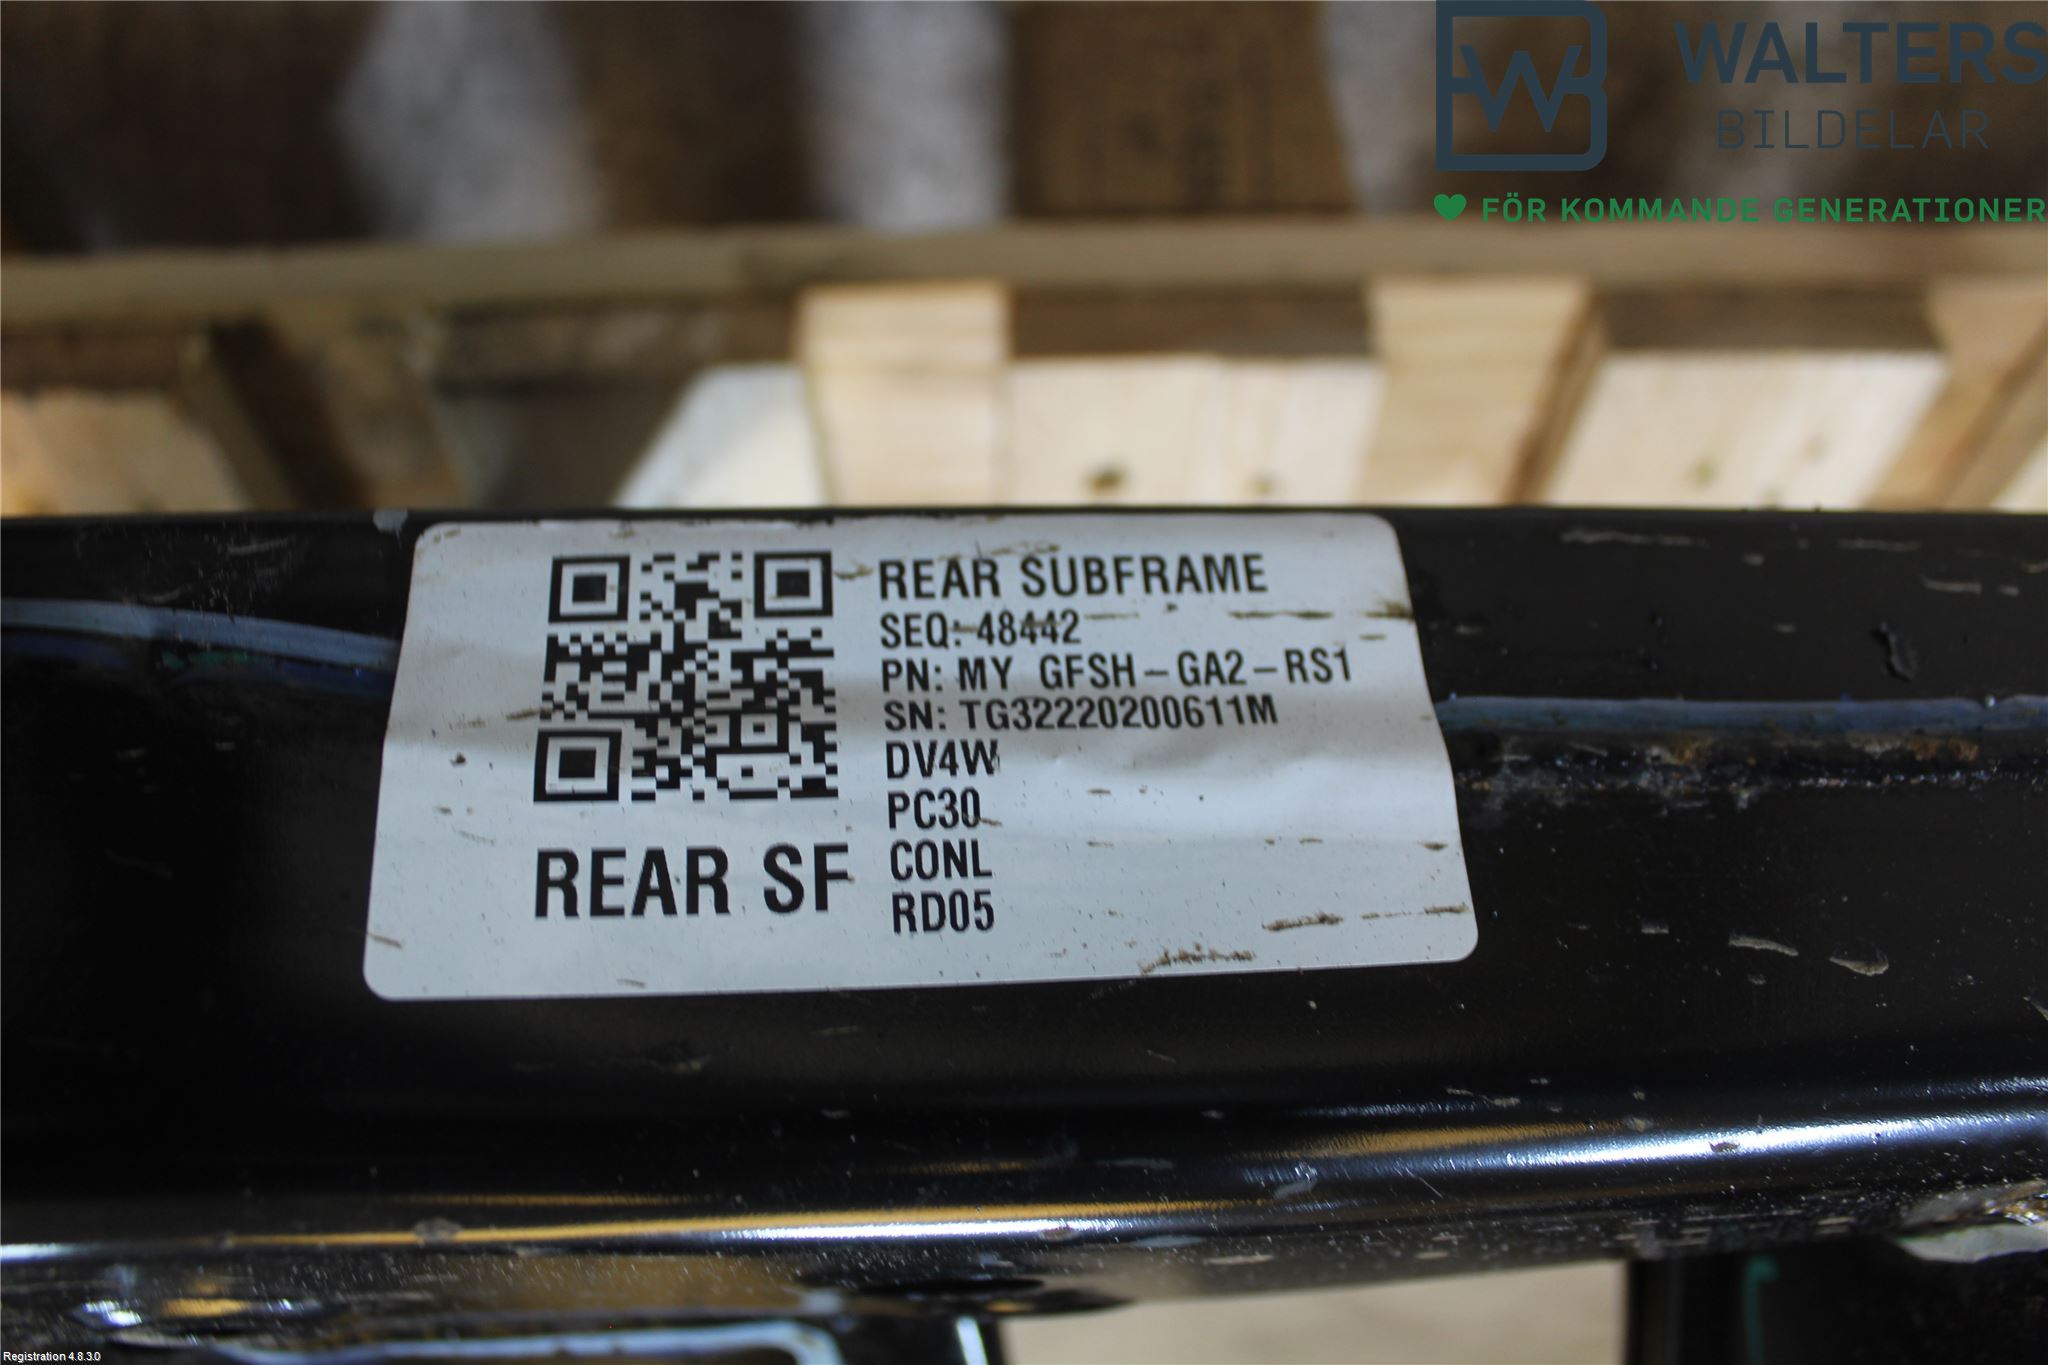 WALTERS
BILDELAR
FÖR KOMMANDE GENERATIONER
REAR SUBFRAME
SEQ: 48442
PN: MY GFSH-GA2-RS1
SN: TG32220200611M
DV4W
PC30
CONL
RD05
REAR SF
Registration 4.8.3.0